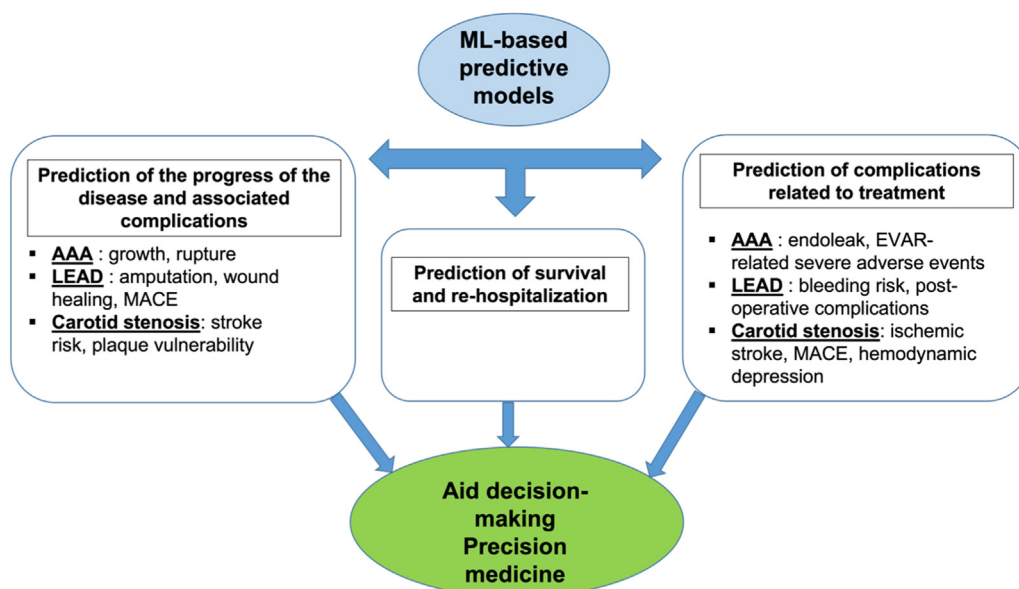 ML-based
predictive
models
Prediction of the progress of the
disease and associated
complications
▪ AAA : growth, rupture
▪ LEAD : amputation, wound
healing, MACE
▪ Carotid stenosis: stroke
risk, plaque vulnerability
Prediction of survival
and re-hospitalization
Prediction of complications
related to treatment
▪ AAA : endoleak, EVAR-
related severe adverse events
▪ LEAD: bleeding risk, post-
operative complications
▪ Carotid stenosis: ischemic
stroke, MACE, hemodynamic
depression
Aid decision-
making
Precision
medicine